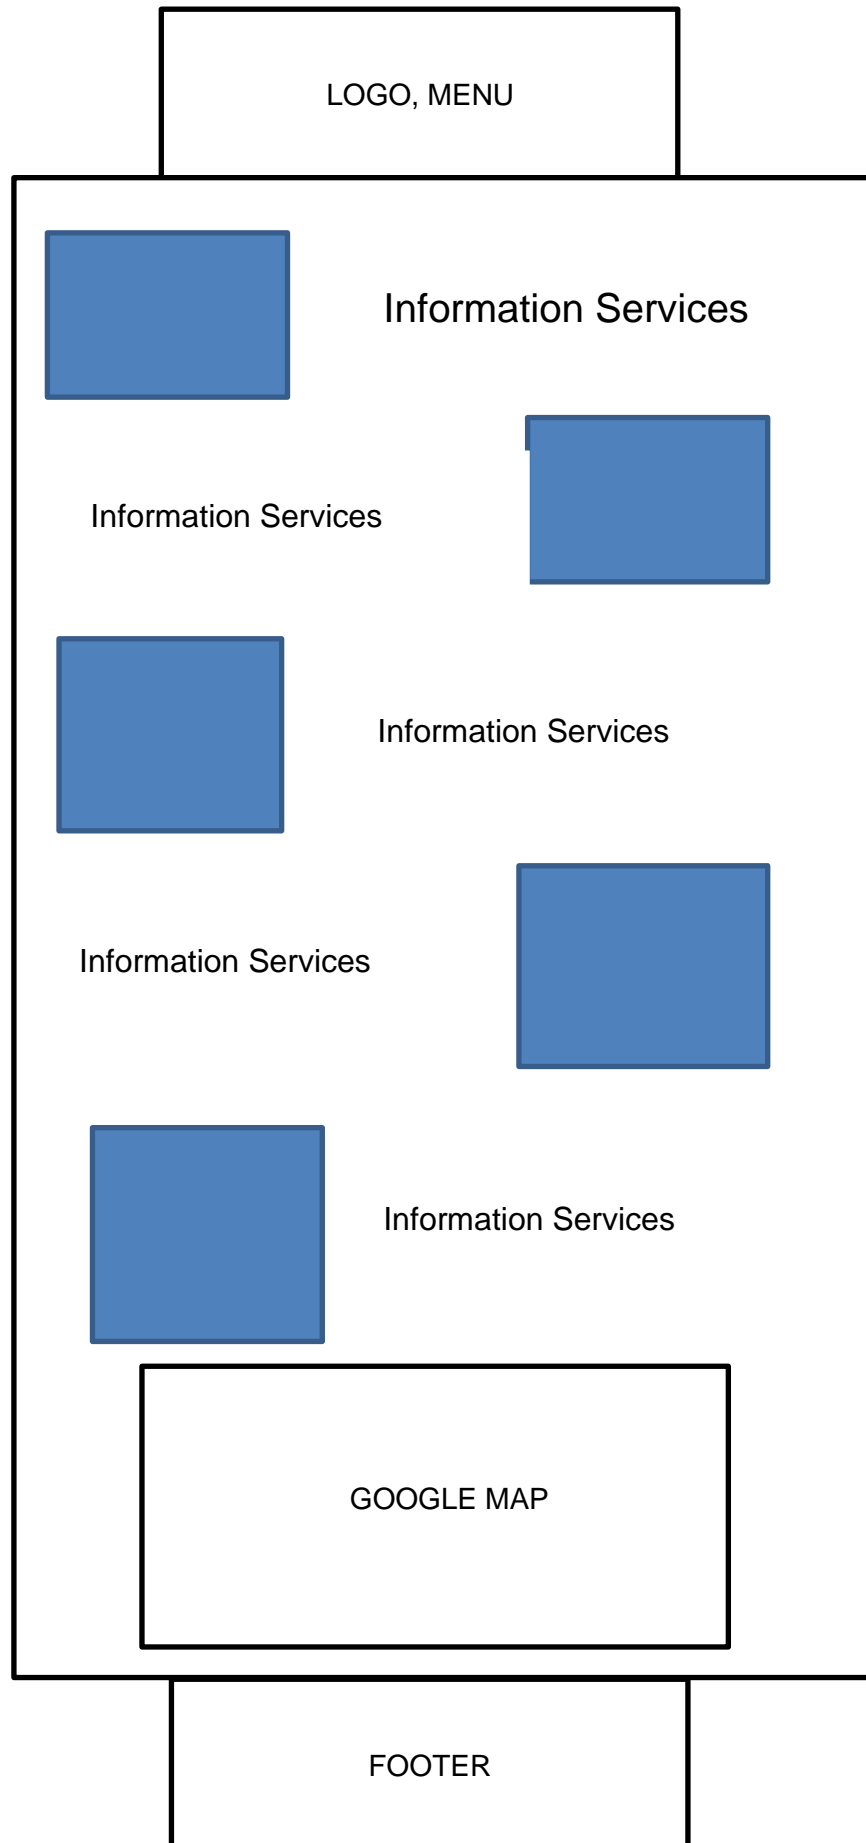 LOGO, MENU
Information Services
Information Services
Information Services
Information Services
Information Services
GOOGLE MAP
FOOTER